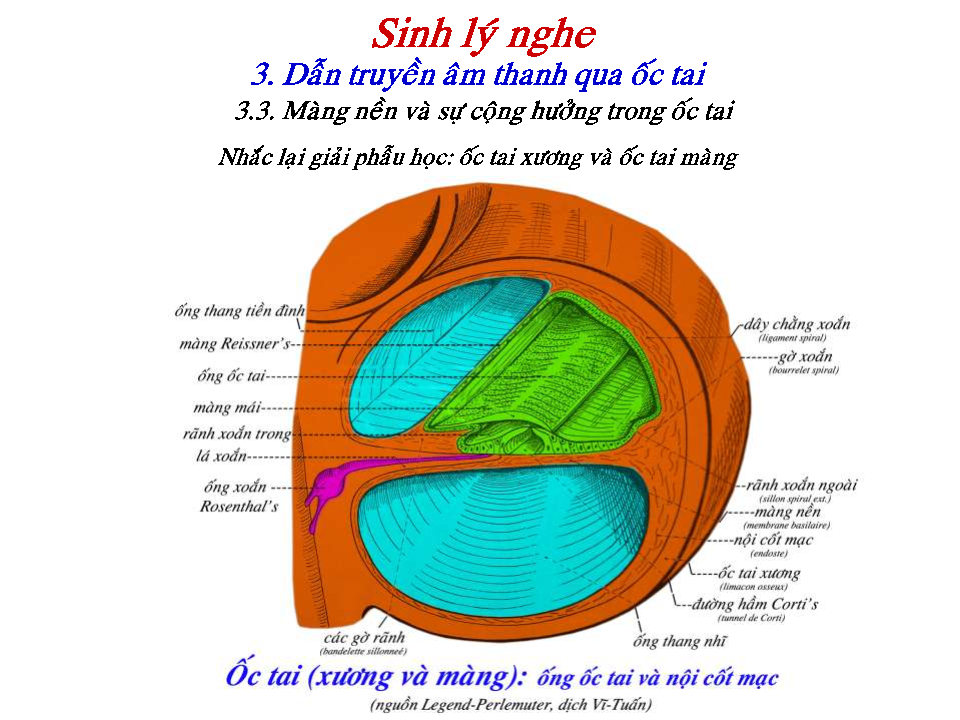 Sinh lý nghe
3. Dẫn truyền âm thanh qua ốc tai
3.3. Màng nền và sự cộng hưởng trong ốc tai
Nhắc lại giải phẫu học: ốc tai xương và ốc tai màng
ống thang tiền đình
màng Reissner's
ống ốc tai
màng mái
rãnh xoắn trong
lá xoắn
ống xoắn
Rosenthal's
các gờ rãnh
(bandelette sillonneé)
dây chằng xoắn
(ligament spiral)
gờ xoắn
(bourrelet spiral)
rãnh xoắn ngoài
(sillon spiral ext.)
màng nền
(membrane basilaire)
nội cốt mạc
(endoste)
ốc tai xương
(limacon osseux)
đường hầm Corti's
(tunnel de Corti)
ống thang nhĩ
Ốc tai (xương và màng): ống ốc tai và nội cốt mạc
(nguồn Legend-Perlemuter, dịch Vĩ-Tuấn)